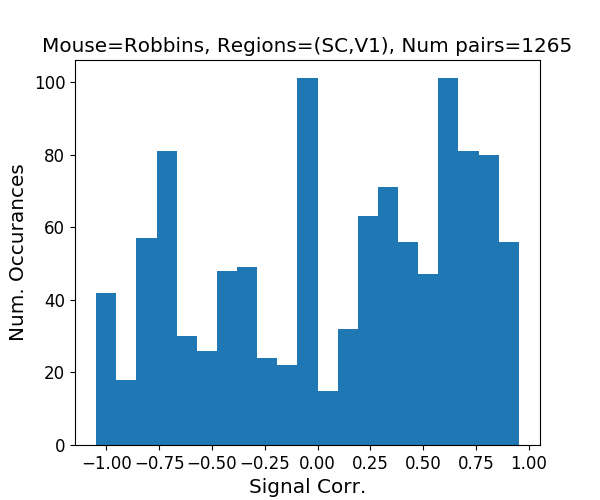 Mouse=Robbins, Regions=(SC,V1), Num pairs=1265
100
80
60
40
20
0
Num. Occurances
−1.00 −0.75 −0.50 −0.25 0.00 0.25 0.50 0.75 1.00
Signal Corr.